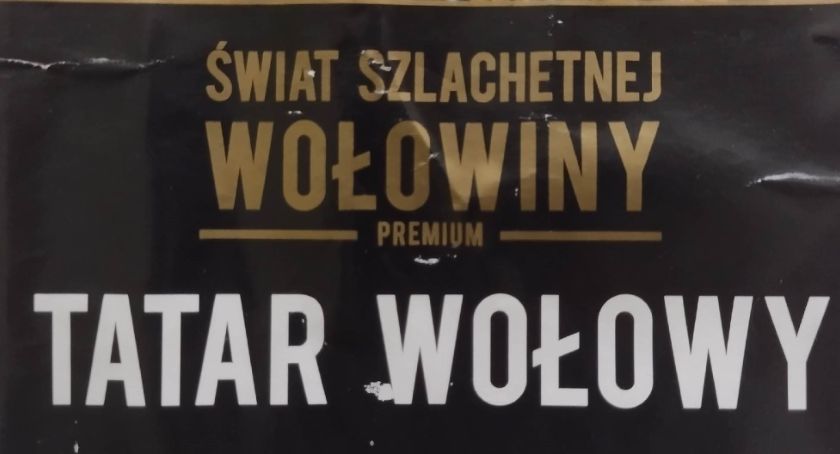 ŚWIAT SZLACHETNEJ
WOŁOWINY
PREMIUM
TATAR WOŁOWY